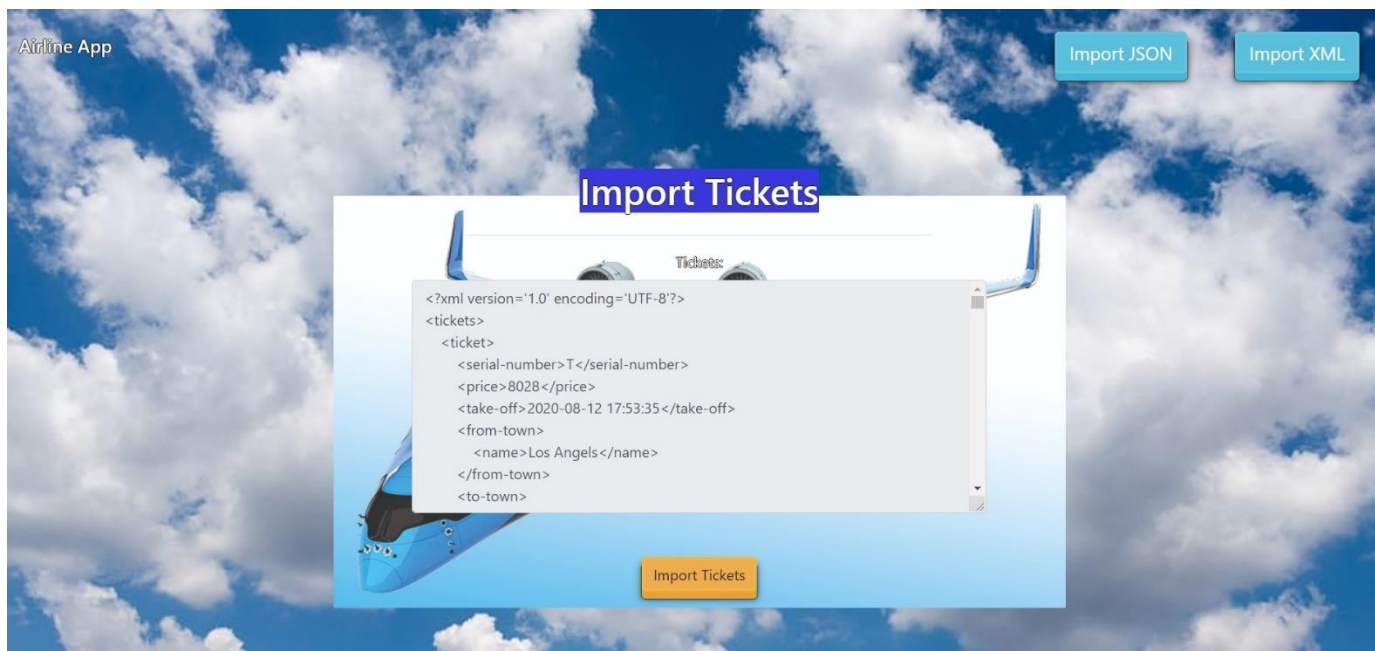 Airline App
Import JSON
Import XML
Import Tickets
Tickets:
<?xml version='1.0' encoding='UTF-8'?>
<tickets>
<ticket>
<serial-number>T</serial-number>
<price>8028</price>
<take-off>2020-08-12 17:53:35</take-off>
<from-town>
<name>Los Angels</name>
</from-town>
<to-town>
Import Tickets